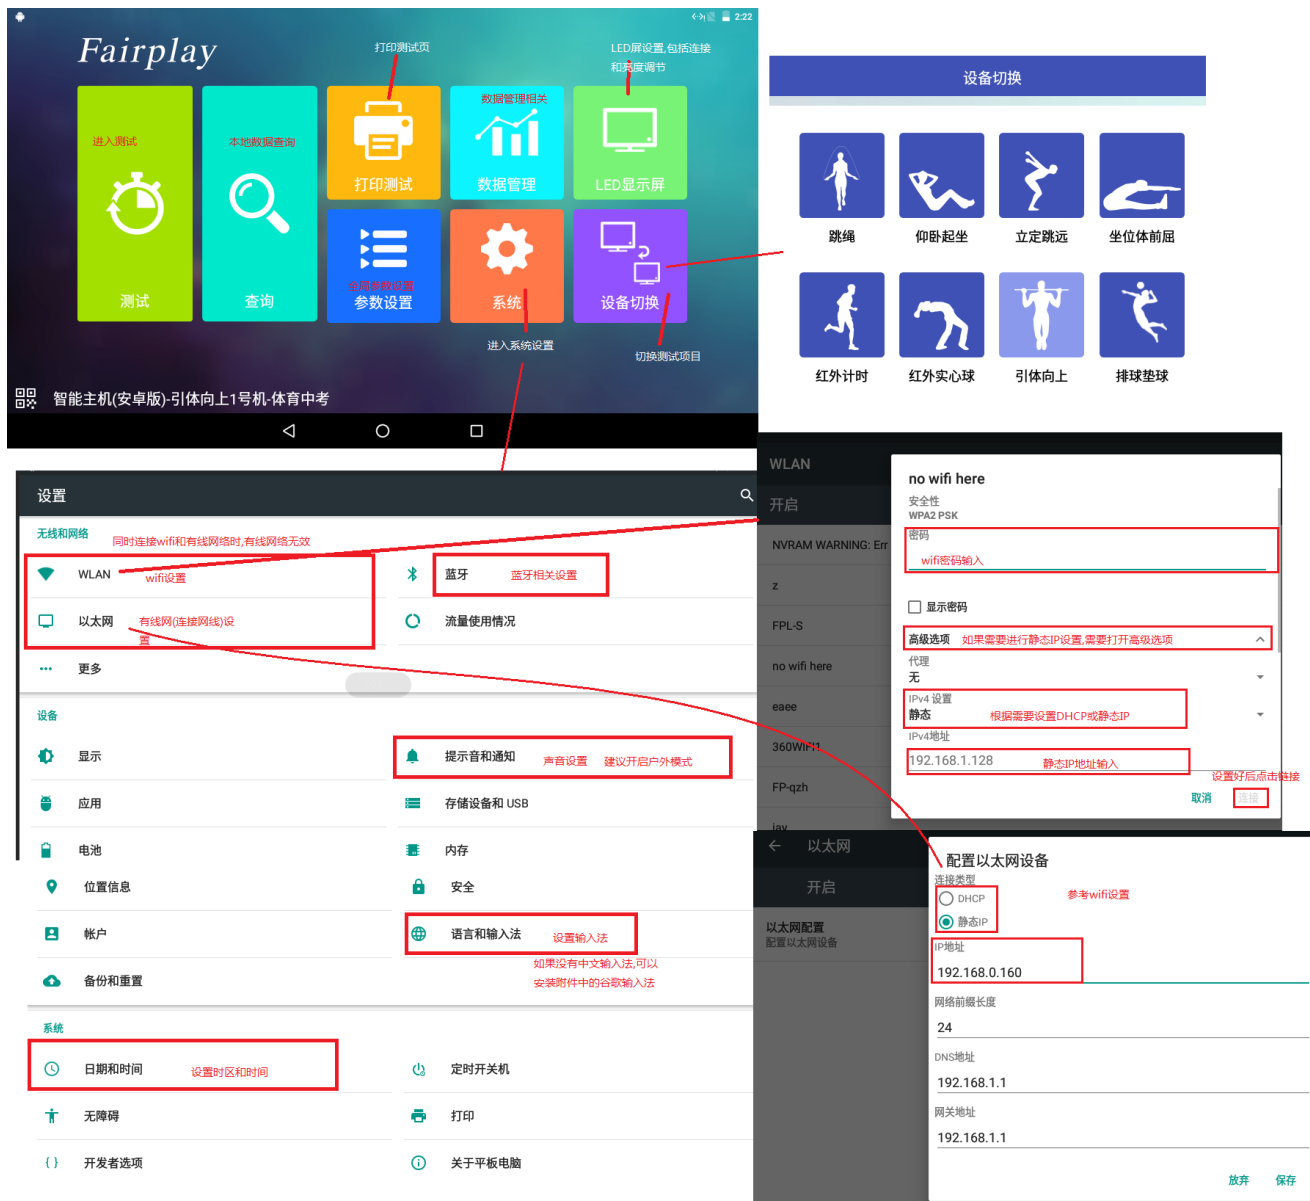 2:22
Fairplay
打印测试页
LED屏设置,包括连接
和亮度调节
进入测试
本地数据查询
数据管理相关
打印测试
数据管理
LED显示屏
测试
查询
全局参数设置
参数设置
系统
设备切换
进入系统设置
切换测试项目
智能主机(安卓版)-引体向上1号机-体育中考
设备切换
跳绳
仰卧起坐
立定跳远
坐位体前屈
红外计时
红外实心球
引体向上
排球垫球
设置
无线和网络
同时连接wifi和有线网络时,有线网络无效
WLAN
wifi设置
蓝牙
蓝牙相关设置
以太网
有线网(连接网线)设
置
流量使用情况
更多
设备
显示
提示音和通知
声音设置 建议开启户外模式
应用
存储设备和 USB
电池
内存
位置信息
安全
帐户
语言和输入法
设置输入法
如果没有中文输入法,可以
安装附件中的谷歌输入法
备份和重置
系统
日期和时间
设置时区和时间
定时开关机
无障碍
打印
开发者选项
关于平板电脑
WLAN
开启
NVRAM WARNING: Err
z
FPL-S
no wifi here
eaee
360WIFI1
FP-qzh
jay
no wifi here
安全性
WPA2 PSK
密码
wifi密码输入
显示密码
高级选项
如果需要进行静态IP设置,需要打开高级选项
代理
无
IPv4 设置
静态
根据需要设置DHCP或静态IP
IPv4地址
192.168.1.128
静态IP地址输入
设置好后点击链接
取消
连接
以太网
开启
以太网配置
配置以太网设备
配置以太网设备
连接类型
DHCP
参考wifi设置
静态IP
IP地址
192.168.0.160
网络前缀长度
24
DNS地址
192.168.1.1
网关地址
192.168.1.1
放弃
保存